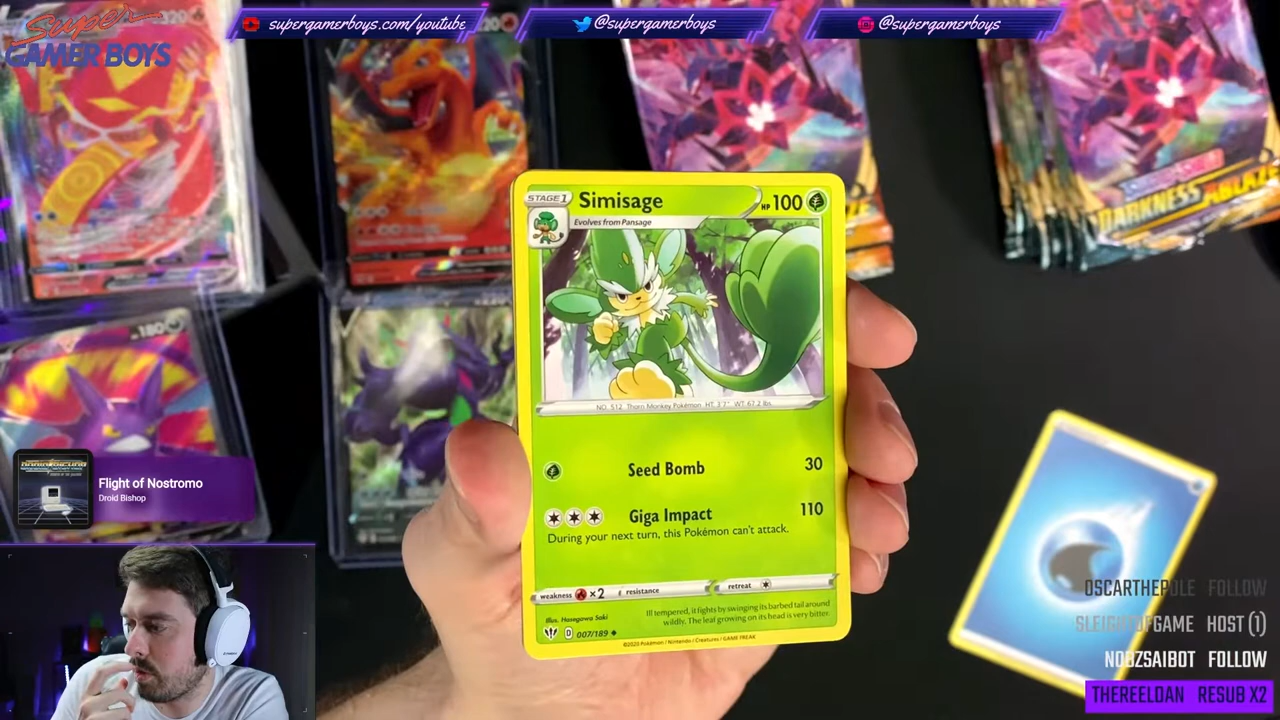 supergamerboys.com/youtube
@supergamerboys
@supergamerboys
Super
GAMER BOYS
STAGE 1
Simisage
HP 100
Evolves from Pansage
NO. 512 Thorn Monkey Pokémon HT. 3'7" WT. 67.2 lbs.
Seed Bomb 30
Giga Impact 110
During your next turn, this Pokémon can't attack.
weakness ×2 resistance retreat
Ill tempered, it fights by swinging its barbed tail around
wildly. The leaf growing on its head is very bitter.
Illus. Hasegawa Saki
D 007/189
©2020 Pokémon / Nintendo / Creatures / GAME FREAK
DARKNESS ABLAZE
180
Flight of Nostromo
Droid Bishop
OSCARTHEPOLE FOLLOW
SLEIGHTOFGAME HOST (1)
NOBZSAIBOT FOLLOW
THEREELDAN RESUB X2